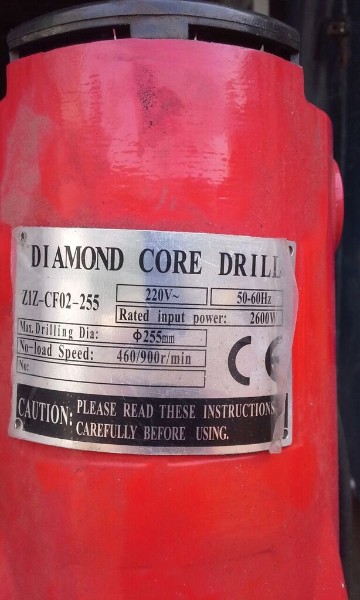 DIAMOND CORE DRILL
Z1Z-CF02-255
220V~
50-60Hz
Rated input power: 2600W
Max. Drilling Dia: Φ255mm
No-load Speed: 460/900r/min
No:
CE
CAUTION: PLEASE READ THESE INSTRUCTIONS
CAREFULLY BEFORE USING.